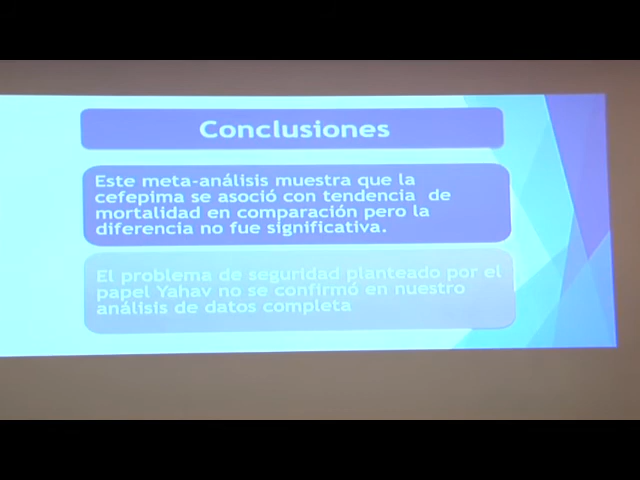 Conclusiones
Este meta-análisis muestra que la
cefepima se asoció con tendencia de
mortalidad en comparación pero la
diferencia no fue significativa.
El problema de seguridad planteado por el
papel Yahav no se confirmó en nuestro
análisis de datos completa